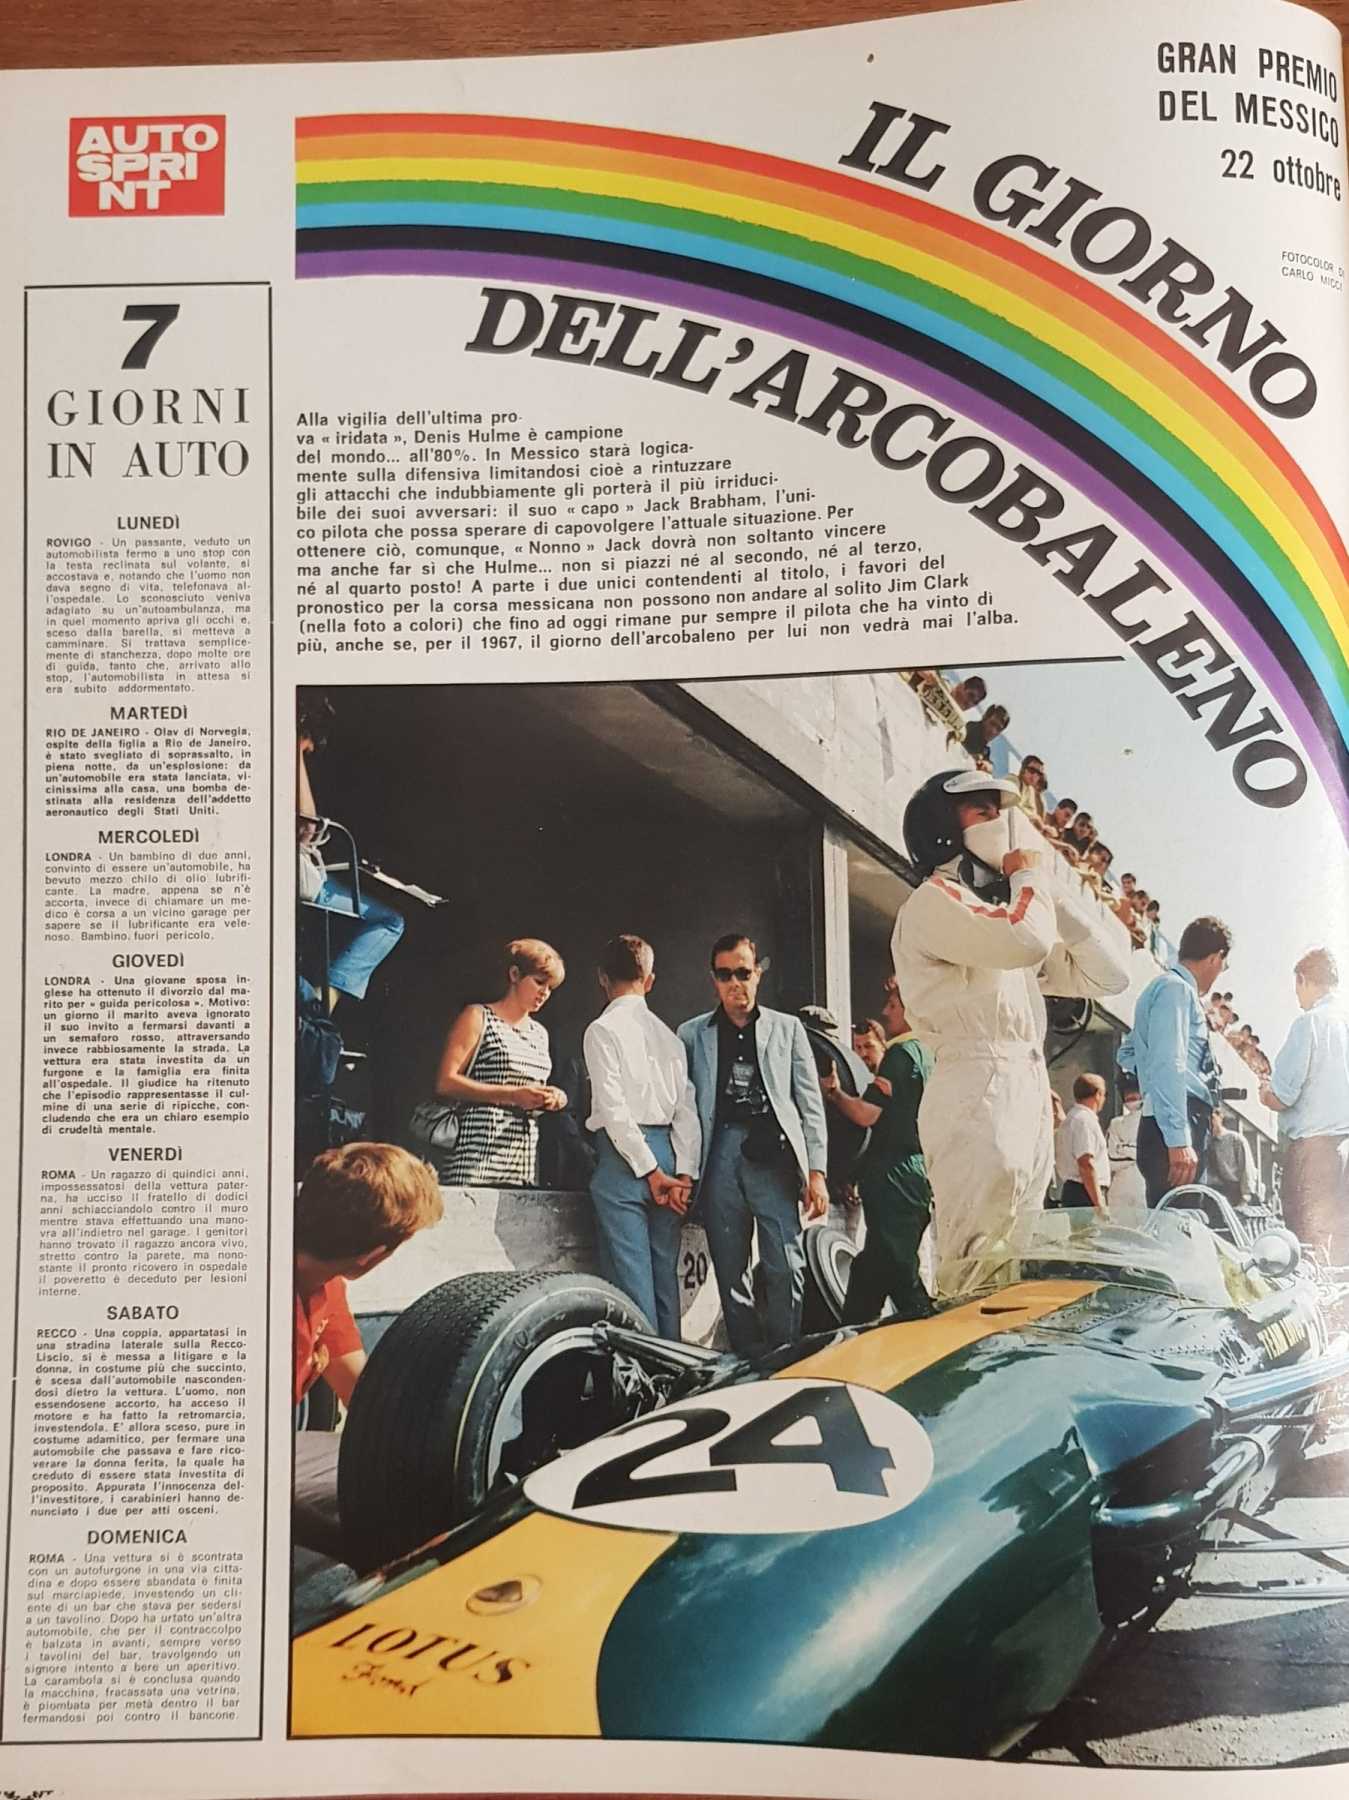 GRAN PREMIO
DEL MESSICO
22 ottobre
FOTOCOLOR DI
CARLO MICCI
AUTO
SPRI
NT
IL GIORNO
DELL'ARCOBALENO
Alla vigilia dell'ultima pro-
va « iridata », Denis Hulme è campione
del mondo... all'80%. In Messico starà logica-
mente sulla difensiva limitandosi cioè a rintuzzare
gli attacchi che indubbiamente gli porterà il più irriduci-
bile dei suoi avversari: il suo « capo » Jack Brabham, l'uni-
co pilota che possa sperare di capovolgere l'attuale situazione. Per
ottenere ciò, comunque, « Nonno » Jack dovrà non soltanto vincere
ma anche far sì che Hulme... non si piazzi né al secondo, né al terzo,
né al quarto posto! A parte i due unici contendenti al titolo, i favori del
pronostico per la corsa messicana non possono non andare al solito Jim Clark
(nella foto a colori) che fino ad oggi rimane pur sempre il pilota che ha vinto di
più, anche se, per il 1967, il giorno dell'arcobaleno per lui non vedrà mai l'alba.
7
GIORNI
IN AUTO
LUNEDÌ
ROVIGO - Un passante, veduto un
automobilista fermo a uno stop con
la testa reclinata sul volante, si
accostava e, notando che l'uomo non
dava segno di vita, telefonava al-
l'ospedale. Lo sconosciuto veniva
adagiato su un'autoambulanza, ma
in quel momento apriva gli occhi e,
sceso dalla barella, si metteva a
camminare. Si trattava semplice-
mente di stanchezza, dopo molte ore
di guida, tanto che, arrivato allo
stop, l'automobilista in attesa si
era subito addormentato.
MARTEDÌ
RIO DE JANEIRO - Olav di Norvegia,
ospite della figlia a Rio de Janeiro,
è stato svegliato di soprassalto, in
piena notte, da un'esplosione: da
un'automobile era stata lanciata, vi-
cinissima alla casa, una bomba de-
stinata alla residenza dell'addetto
aeronautico degli Stati Uniti.
MERCOLEDÌ
LONDRA - Un bambino di due anni,
convinto di essere un'automobile, ha
bevuto mezzo chilo di olio lubrifi-
cante. La madre, appena se n'è
accorta, invece di chiamare un me-
dico è corsa a un vicino garage per
sapere se il lubrificante era vele-
noso. Bambino, fuori pericolo.
GIOVEDÌ
LONDRA - Una giovane sposa in-
glese ha ottenuto il divorzio dal ma-
rito per « guida pericolosa ». Motivo:
un giorno il marito aveva ignorato
il suo invito a fermarsi davanti a
un semaforo rosso, attraversando
invece rabbiosamente la strada. La
vettura era stata investita da un
furgone e la famiglia era finita
all'ospedale. Il giudice ha ritenuto
che l'episodio rappresentasse il cul-
mine di una serie di ripicche, con-
cludendo che era un chiaro esempio
di crudeltà mentale.
VENERDÌ
ROMA - Un ragazzo di quindici anni,
impossessatosi della vettura pater-
na, ha ucciso il fratello di dodici
anni schiacciandolo contro il muro
mentre stava effettuando una mano-
vra all'indietro nel garage. I genitori
hanno trovato il ragazzo ancora vivo,
stretto contro la parete, ma nono-
stante il pronto ricovero in ospedale
il poveretto è deceduto per lesioni
interne.
SABATO
RECCO - Una coppia, appartatasi in
una stradina laterale sulla Recco-
Liscio, si è messa a litigare e la
donna, in costume più che succinto,
è scesa dall'automobile nasconden-
dosi dietro la vettura. L'uomo, non
essendosene accorto, ha acceso il
motore e ha fatto la retromarcia,
investendola. E' allora sceso, pure in
costume adamitico, per fermare una
automobile che passava e fare rico-
verare la donna ferita, la quale ha
creduto di essere stata investita di
proposito. Appurata l'innocenza del-
l'investitore, i carabinieri hanno de-
nunciato i due per atti osceni.
DOMENICA
ROMA - Una vettura si è scontrata
con un autofurgone in una via citta-
dina e dopo essere sbandata è finita
sul marciapiede, investendo un cli-
ente di un bar che stava per sedersi
a un tavolino. Dopo ha urtato un'altra
automobile, che per il contraccolpo
è balzata in avanti, sempre verso
i tavolini del bar, travolgendo un
signore intento a bere un aperitivo.
La carambola si è conclusa quando
la macchina, fracassata una vetrina,
è piombata per metà dentro il bar
fermandosi poi contro il bancone.
20
24
LOTUS
Ford